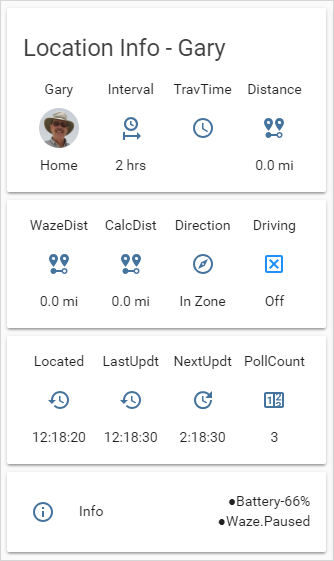 Location Info - Gary
Gary Interval TravTime Distance
Home 2 hrs 0.0 mi
WazeDist CalcDist Direction Driving
0.0 mi 0.0 mi In Zone Off
Located LastUpdt NextUpdt PollCount
12:18:20 12:18:30 2:18:30 3
Info
●Battery-66%
●Waze.Paused